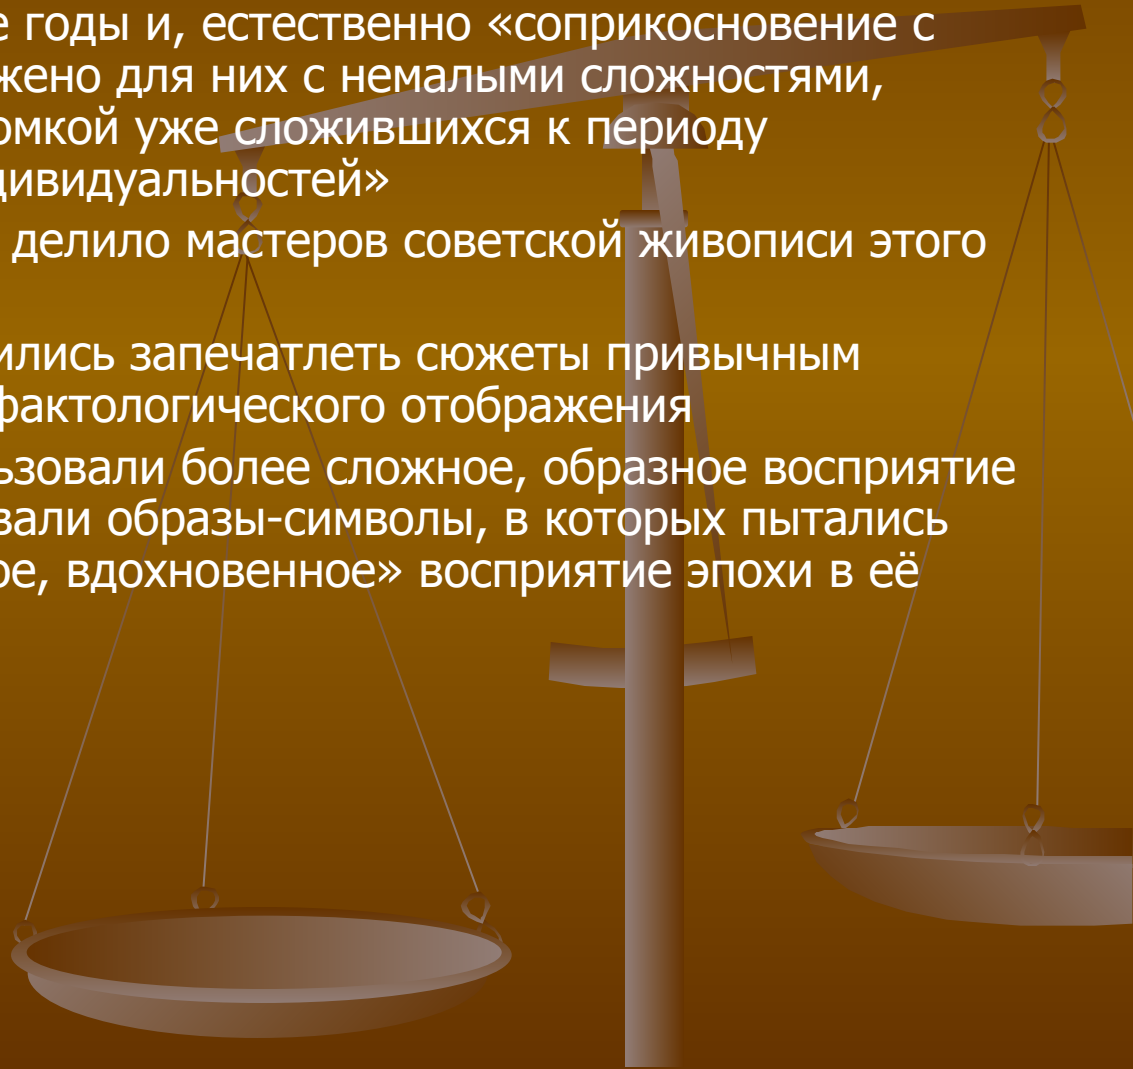 е годы и, естественно «соприкосновение с
жено для них с немалыми сложностями,
омкой уже сложившихся к периоду
дивидуальностей»
делило мастеров советской живописи этого
ились запечатлеть сюжеты привычным
фактологического отображения
ьзовали более сложное, образное восприятие
вали образы-символы, в которых пытались
ое, вдохновенное» восприятие эпохи в её